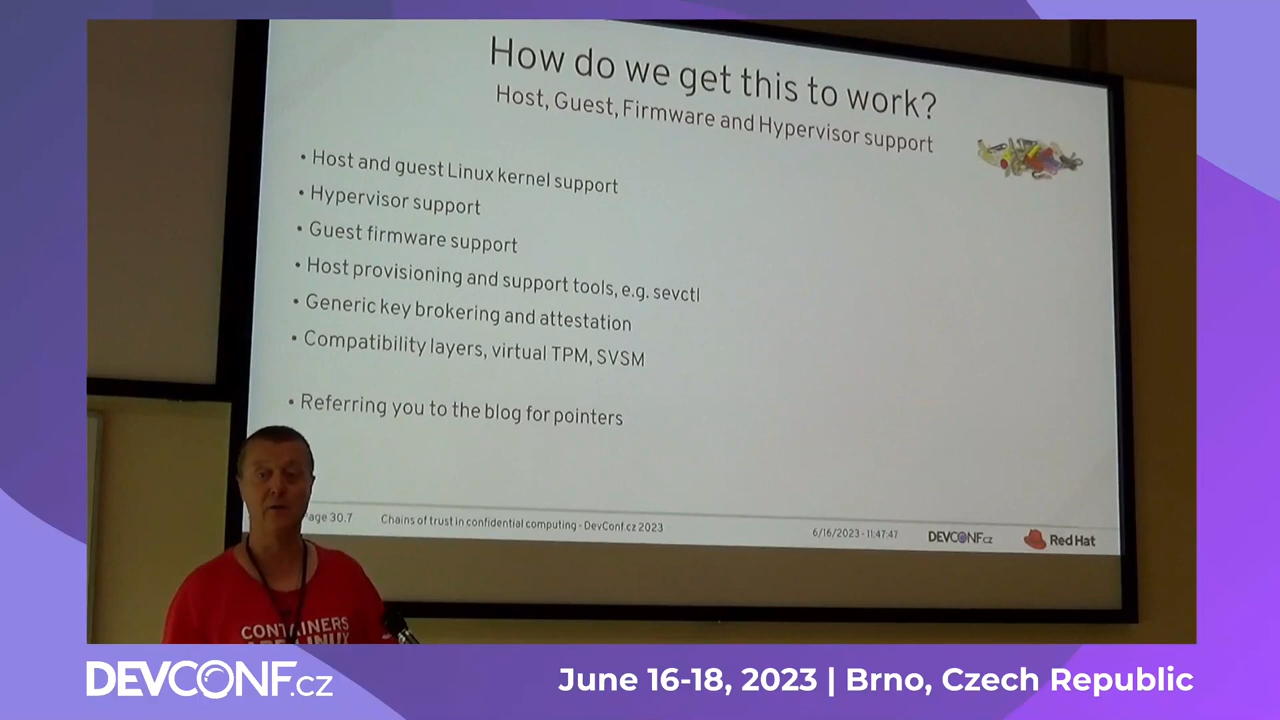 How do we get this to work?
Host, Guest, Firmware and Hypervisor support
• Host and guest Linux kernel support
• Hypervisor support
• Guest firmware support
• Host provisioning and support tools, e.g. sevctl
• Generic key brokering and attestation
• Compatibility layers, virtual TPM, SVSM
• Referring you to the blog for pointers
age 30.7
Chains of trust in confidential computing - DevConf.cz 2023
6/16/2023 - 11:47:47
DEVCONF.cz
Red Hat
CONTAINERS
ARE LINUX
DEVCONF.cz
June 16-18, 2023 | Brno, Czech Republic